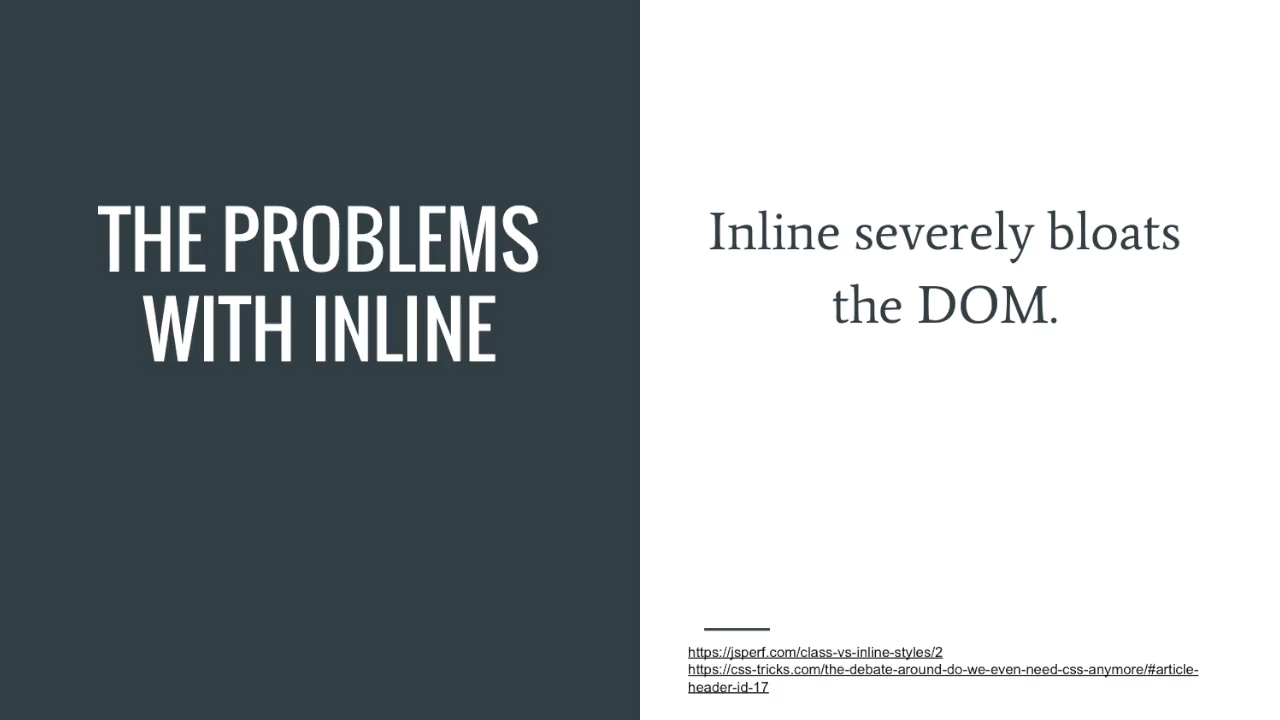 THE PROBLEMS
WITH INLINE
Inline severely bloats
the DOM.
https://jsperf.com/class-vs-inline-styles/2
https://css-tricks.com/the-debate-around-do-we-even-need-css-anymore/#article-
header-id-17